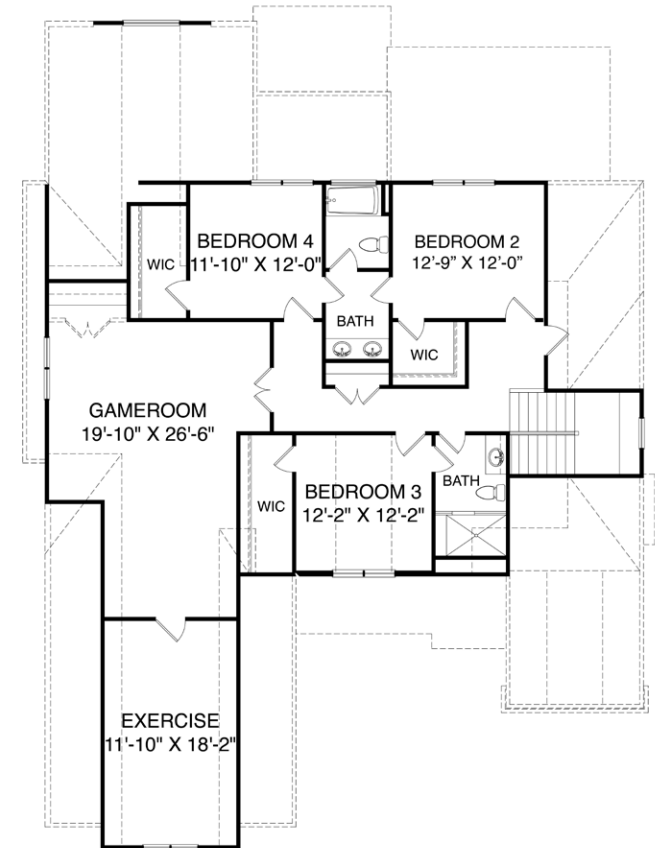 BEDROOM 4
11'-10" X 12'-0"
WIC
BEDROOM 2
12’-9” X 12’-0”
BATH
WIC
GAMEROOM
19'-10" X 26'-6"
WIC
BEDROOM 3
12'-2" X 12'-2"
BATH
EXERCISE
11'-10" X 18'-2"